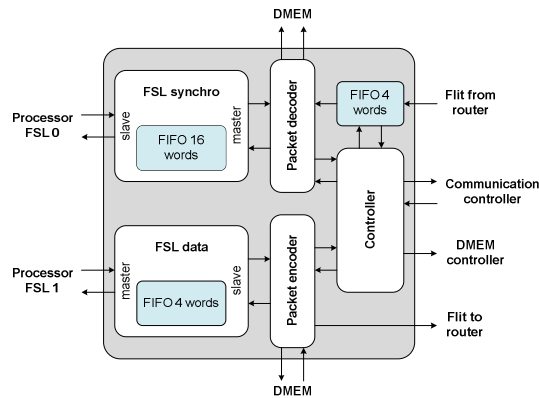 DMEM
FSL synchro
slave
master
FIFO 16
words
Packet decoder
FIFO 4
words
Flit from
router
Processor
FSL 0
Controller
Communication
controller
DMEM
controller
Processor
FSL 1
FSL data
master
slave
FIFO 4 words
Packet encoder
Flit to
router
DMEM